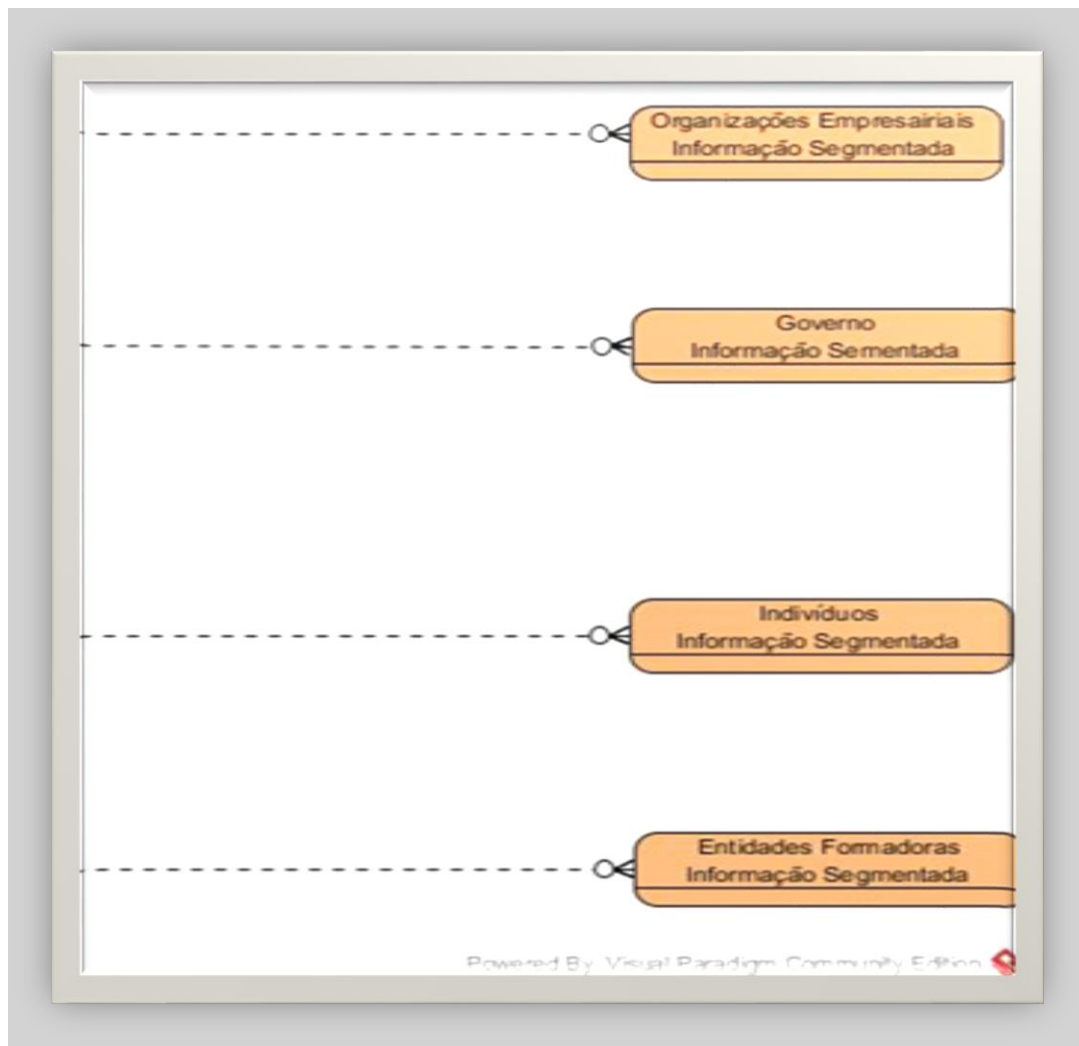 Organizações Empresairiais
Informação Segmentada
Governo
Informação Sementada
Indivíduos
Informação Segmentada
Entidades Formadoras
Informação Segmentada
Powered By Visual Paradigm Community Edition